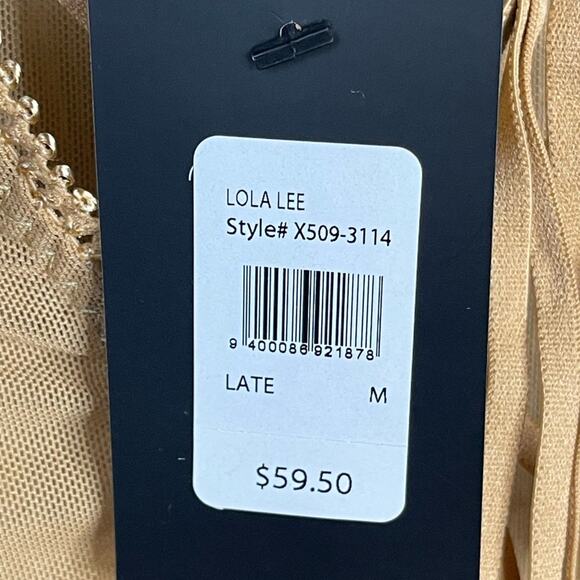 LOLA LEE
Style# X509-3114
9 400086 921878
LATE M
$59.50